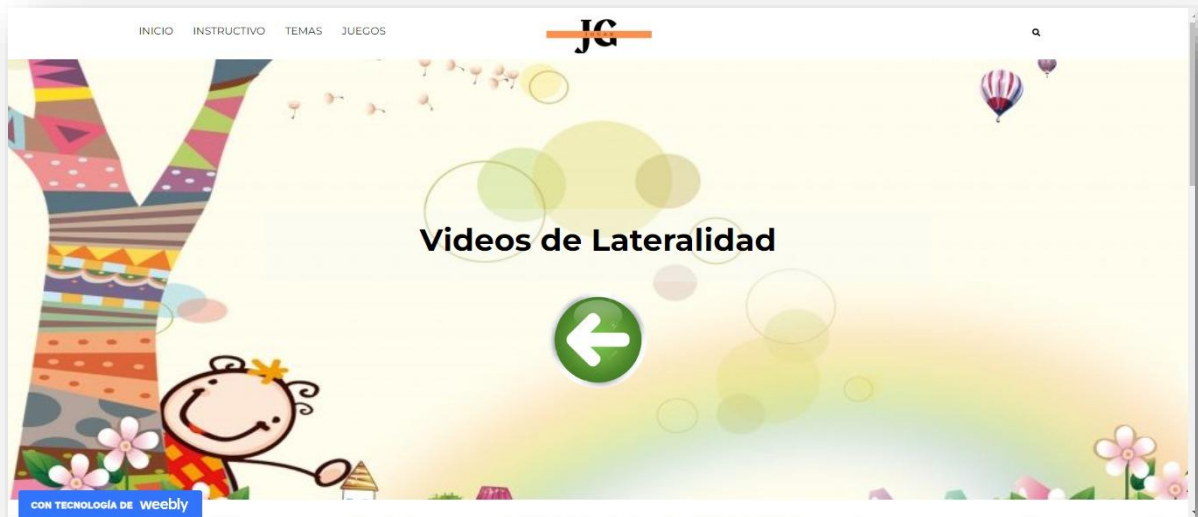 INICIO INSTRUCTIVO TEMAS JUEGOS
JG
Videos de Lateralidad
CON TECNOLOGÍA DE weebly